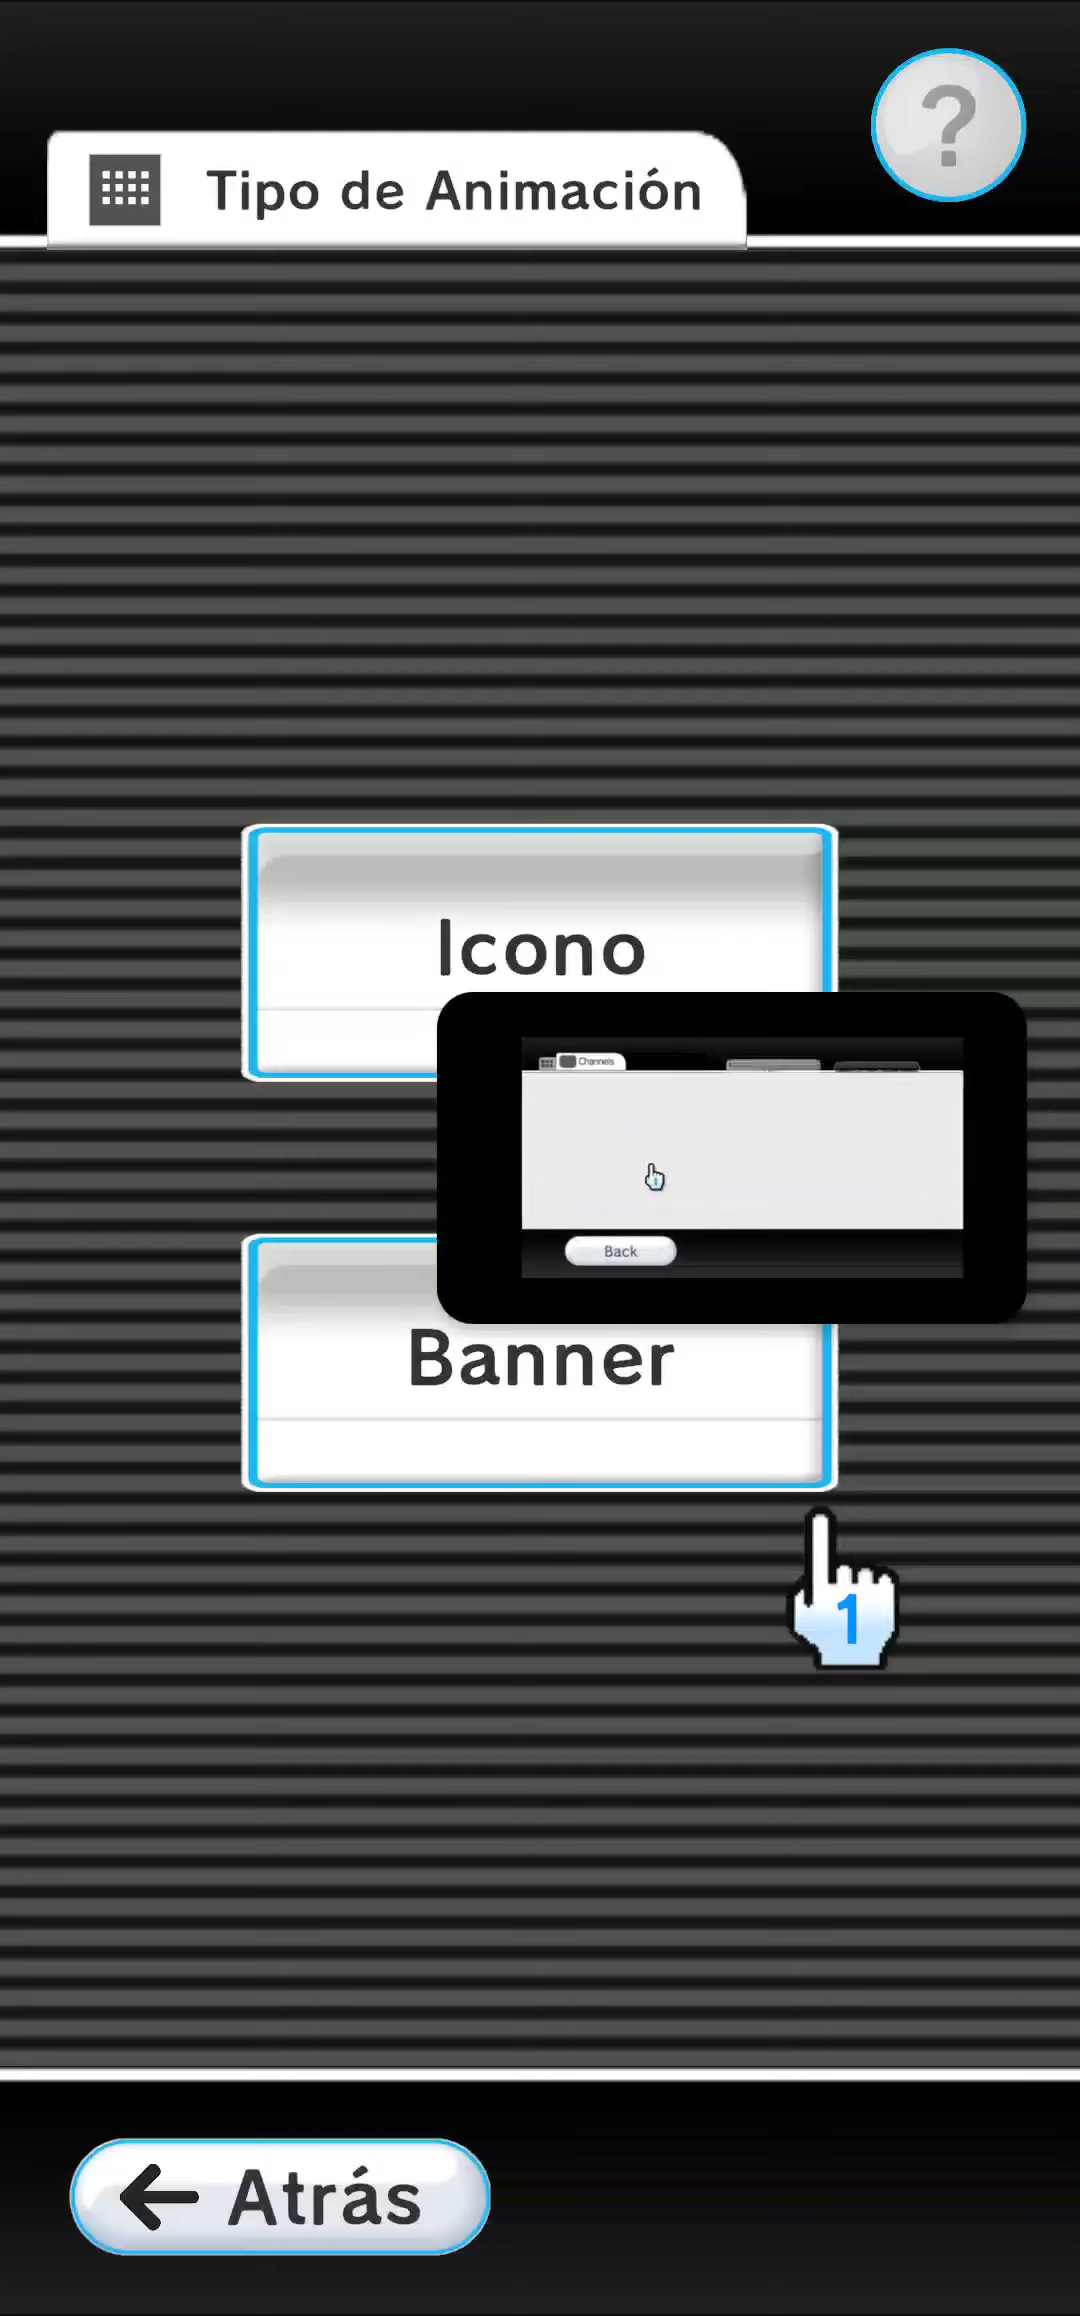 ?
Tipo de Animación
Icono
Channels
Back
Banner
1
← Atrás